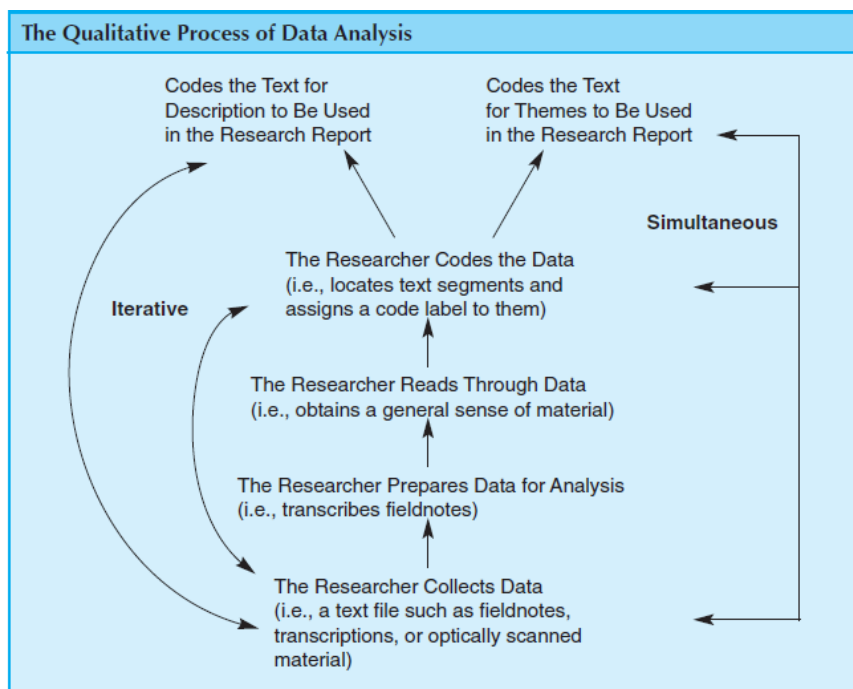 The Qualitative Process of Data Analysis
Codes the Text for
Description to Be Used
in the Research Report
Codes the Text
for Themes to Be Used
in the Research Report
Simultaneous
The Researcher Codes the Data
(i.e., locates text segments and
assigns a code label to them)
Iterative
The Researcher Reads Through Data
(i.e., obtains a general sense of material)
The Researcher Prepares Data for Analysis
(i.e., transcribes fieldnotes)
The Researcher Collects Data
(i.e., a text file such as fieldnotes,
transcriptions, or optically scanned
material)